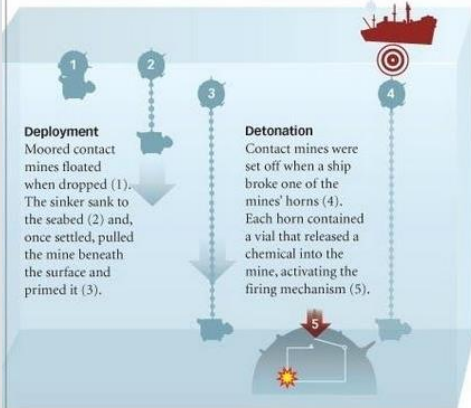 1
2
3
4
Deployment
Moored contact
mines floated
when dropped (1).
The sinker sank to
the seabed (2) and,
once settled, pulled
the mine beneath
the surface and
primed it (3).
Detonation
Contact mines were
set off when a ship
broke one of the
mines' horns (4).
Each horn contained
a vial that released a
chemical into the
mine, activating the
firing mechanism (5).
5